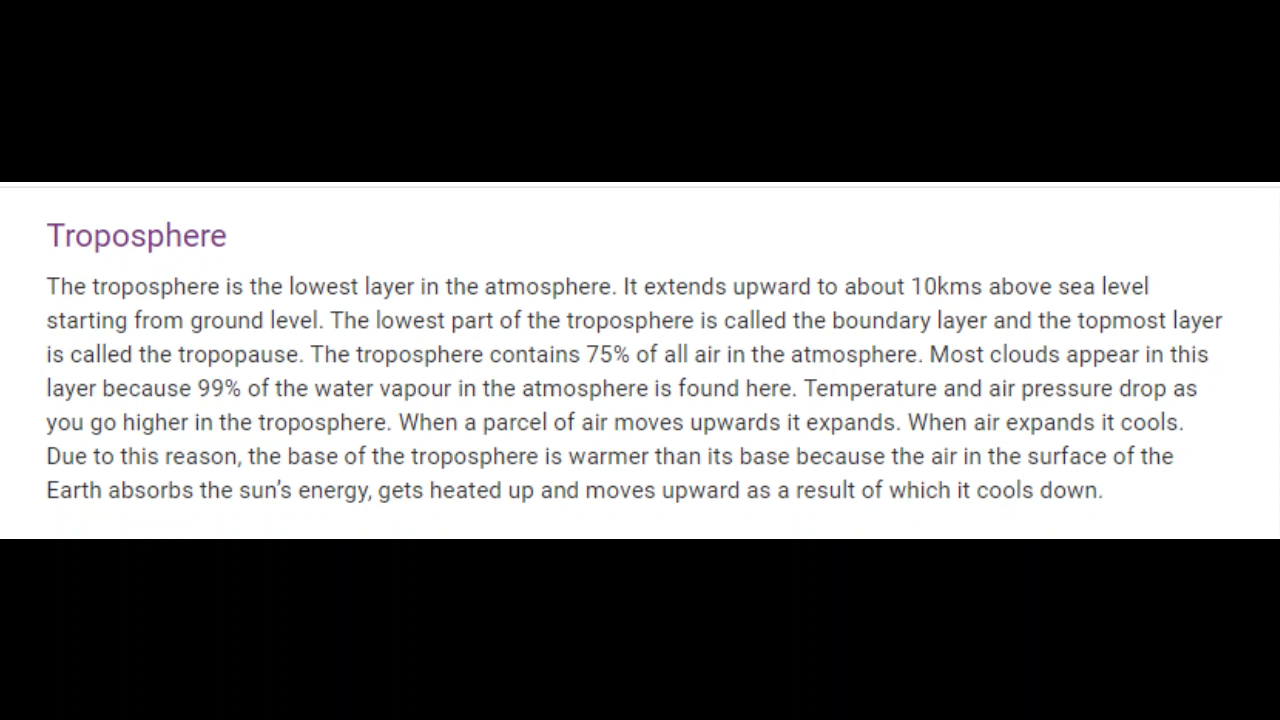 Troposphere
The troposphere is the lowest layer in the atmosphere. It extends upward to about 10kms above sea level
starting from ground level. The lowest part of the troposphere is called the boundary layer and the topmost layer
is called the tropopause. The troposphere contains 75% of all air in the atmosphere. Most clouds appear in this
layer because 99% of the water vapour in the atmosphere is found here. Temperature and air pressure drop as
you go higher in the troposphere. When a parcel of air moves upwards it expands. When air expands it cools.
Due to this reason, the base of the troposphere is warmer than its base because the air in the surface of the
Earth absorbs the sun’s energy, gets heated up and moves upward as a result of which it cools down.